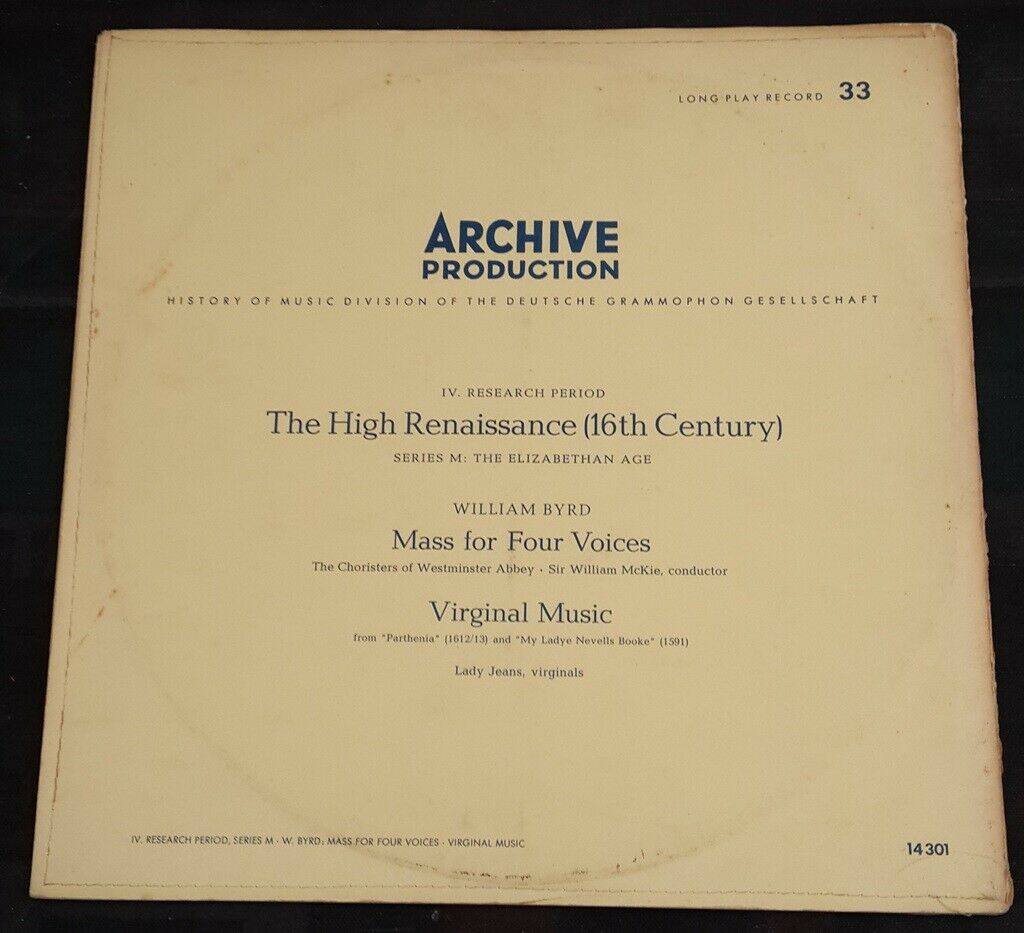 LONG PLAY RECORD 33
ARCHIVE
PRODUCTION
HISTORY OF MUSIC DIVISION OF THE DEUTSCHE GRAMMOPHON GESELLSCHAFT
IV. RESEARCH PERIOD
The High Renaissance (16th Century)
SERIES M: THE ELIZABETHAN AGE
WILLIAM BYRD
Mass for Four Voices
The Choristers of Westminster Abbey · Sir William McKie, conductor
Virginal Music
from "Parthenia" (1612/13) and "My Ladye Nevells Booke" (1591)
Lady Jeans, virginals
IV. RESEARCH PERIOD, SERIES M · W. BYRD: MASS FOR FOUR VOICES · VIRGINAL MUSIC
14301